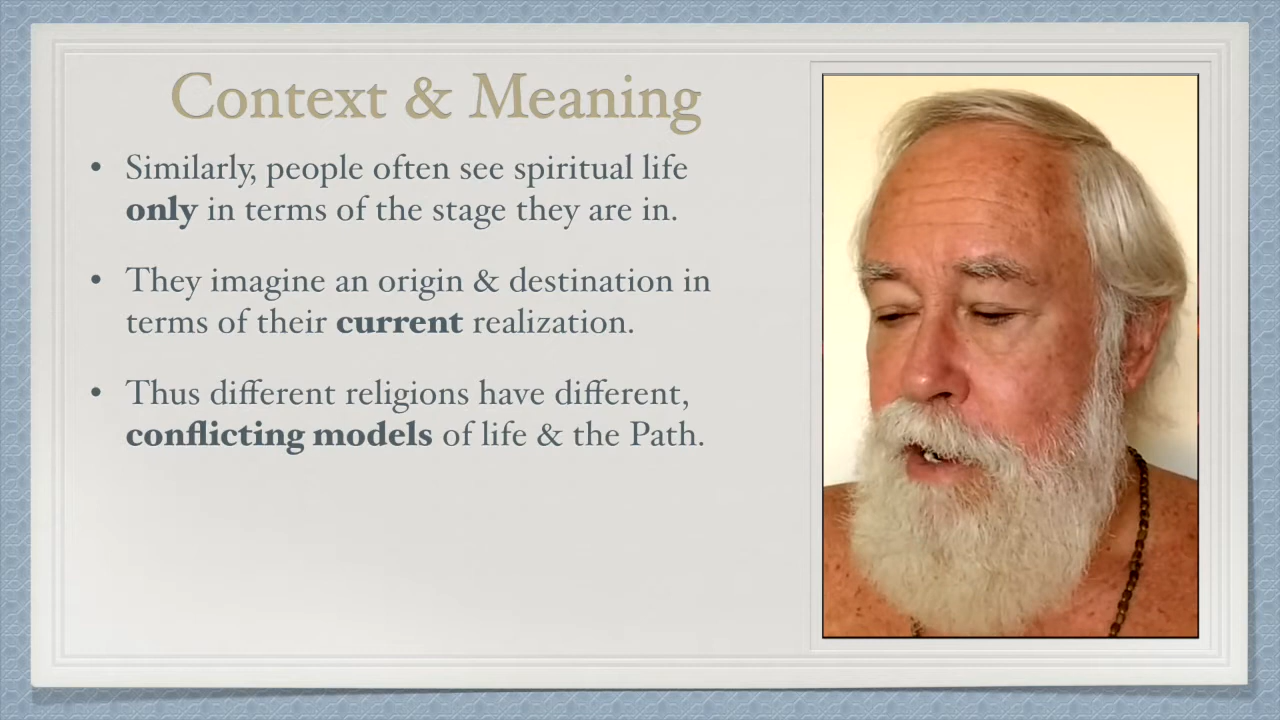 Context & Meaning
• Similarly, people often see spiritual life
only in terms of the stage they are in.
• They imagine an origin & destination in
terms of their current realization.
• Thus different religions have different,
conflicting models of life & the Path.